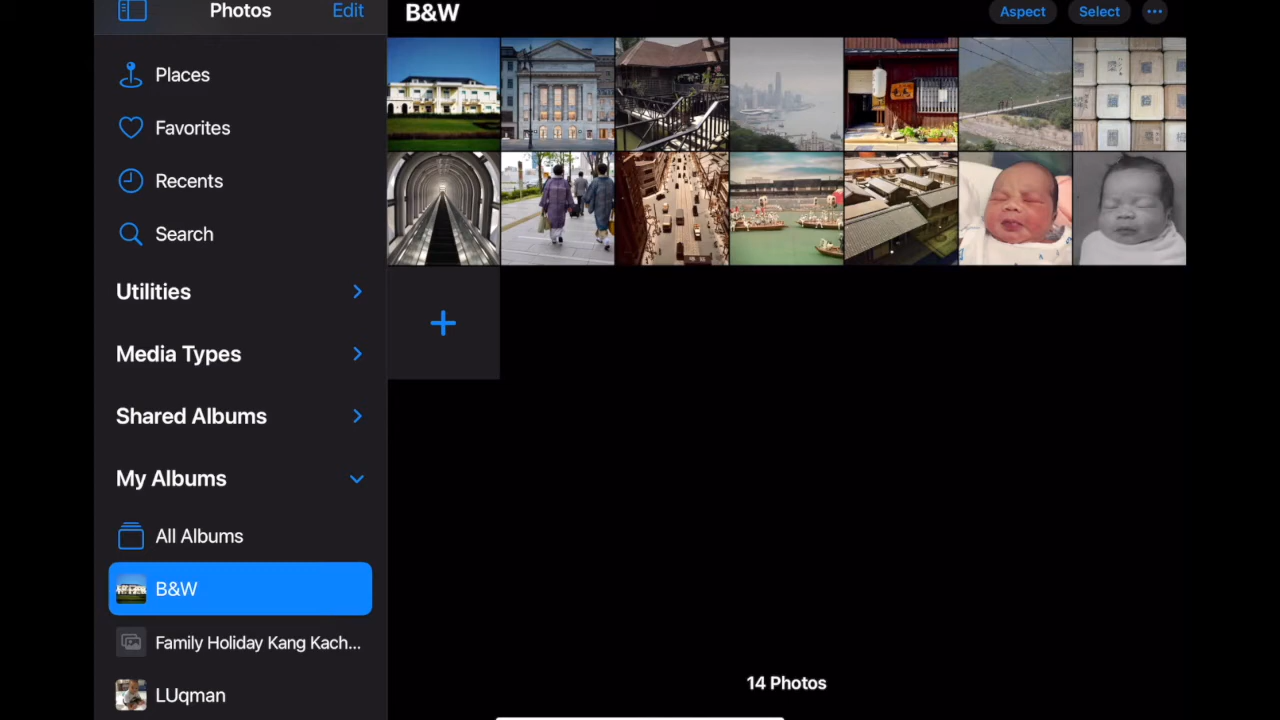 Photos
Edit
B&W
Aspect
Select
Places
Favorites
Recents
Search
Utilities
Media Types
Shared Albums
My Albums
All Albums
B&W
Family Holiday Kang Kach...
LUqman
14 Photos